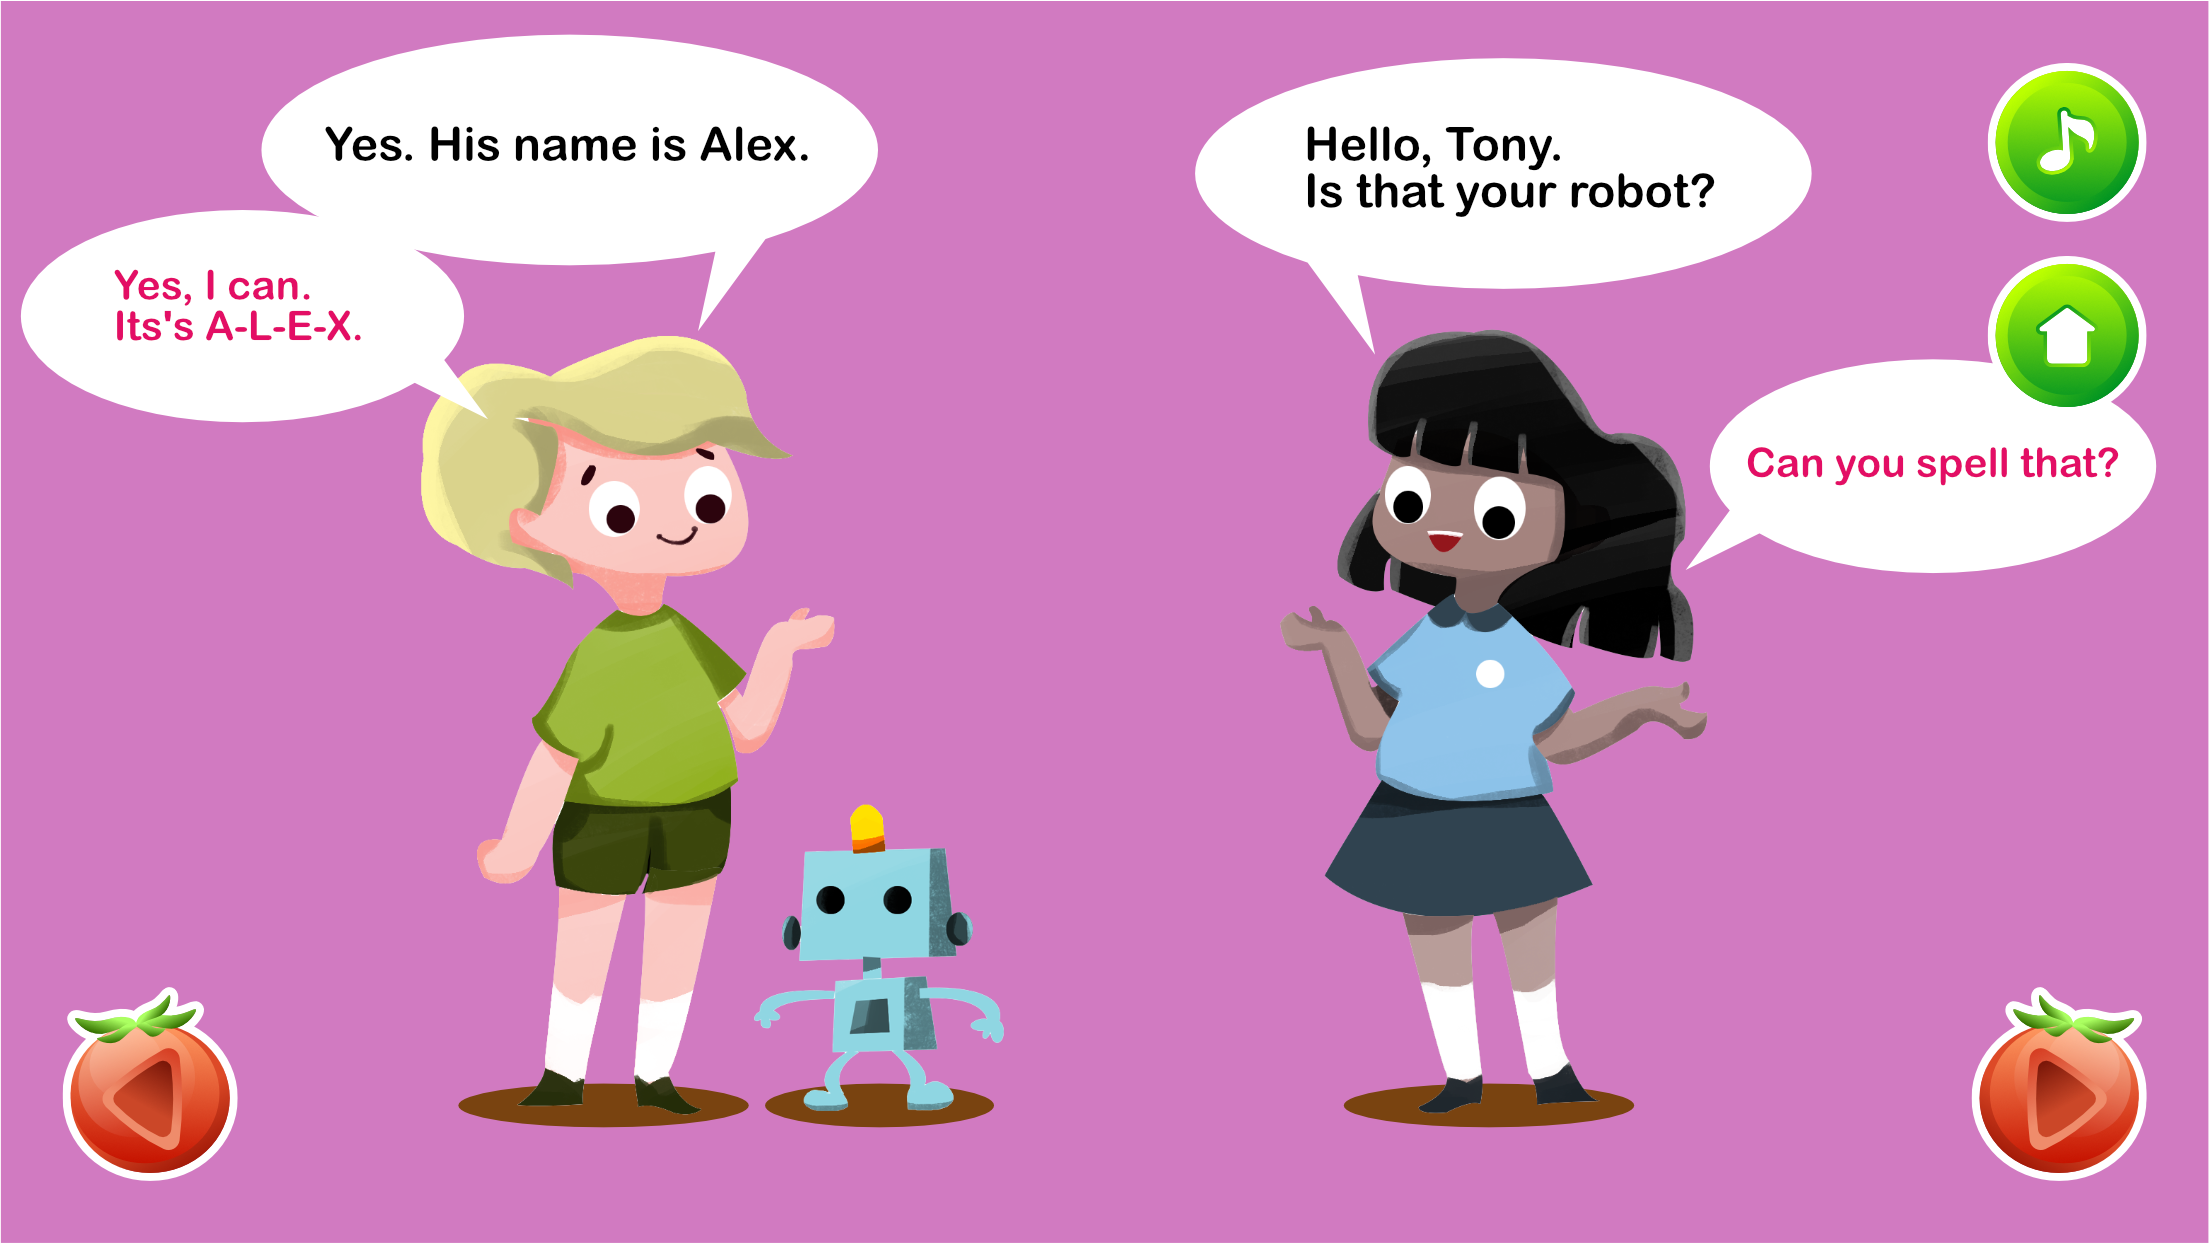 Hello, Tony.
Is that your robot?
Yes. His name is Alex.
Can you spell that?
Yes, I can.
Its's A-L-E-X.